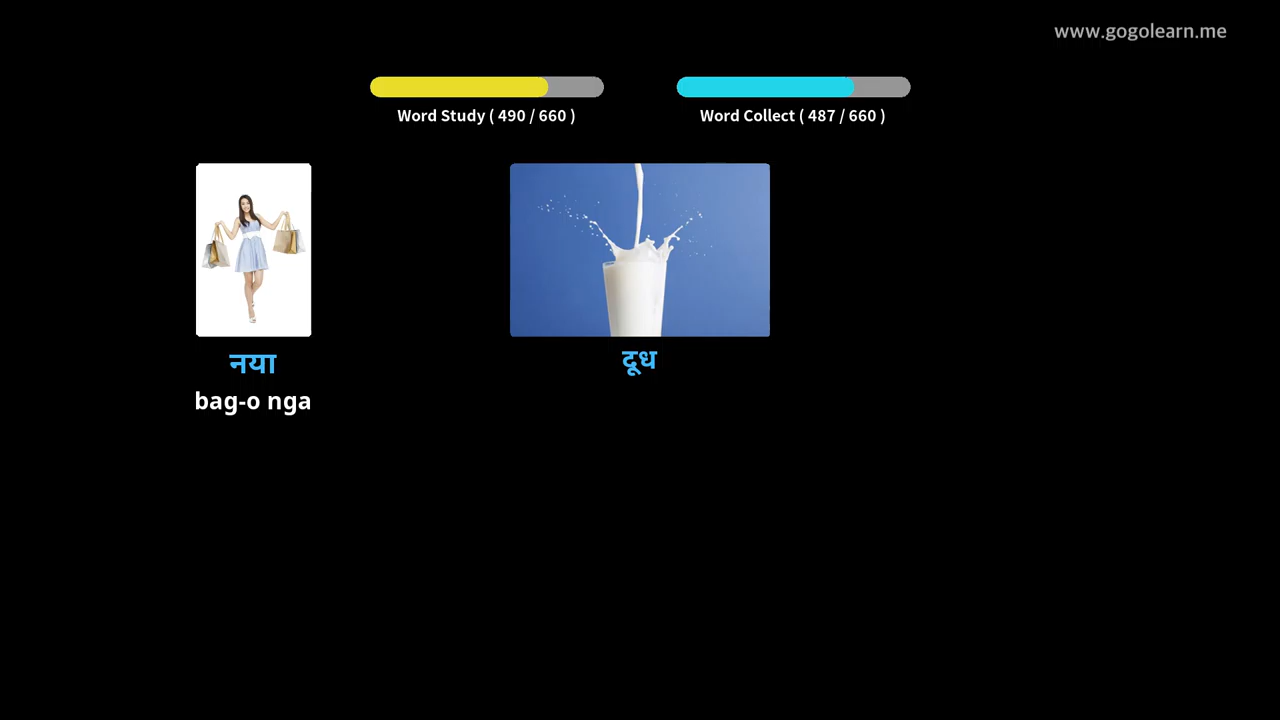 www.gogolearn.me
Word Study ( 490 / 660 )
Word Collect ( 487 / 660 )
नया
bag-o nga
दूध